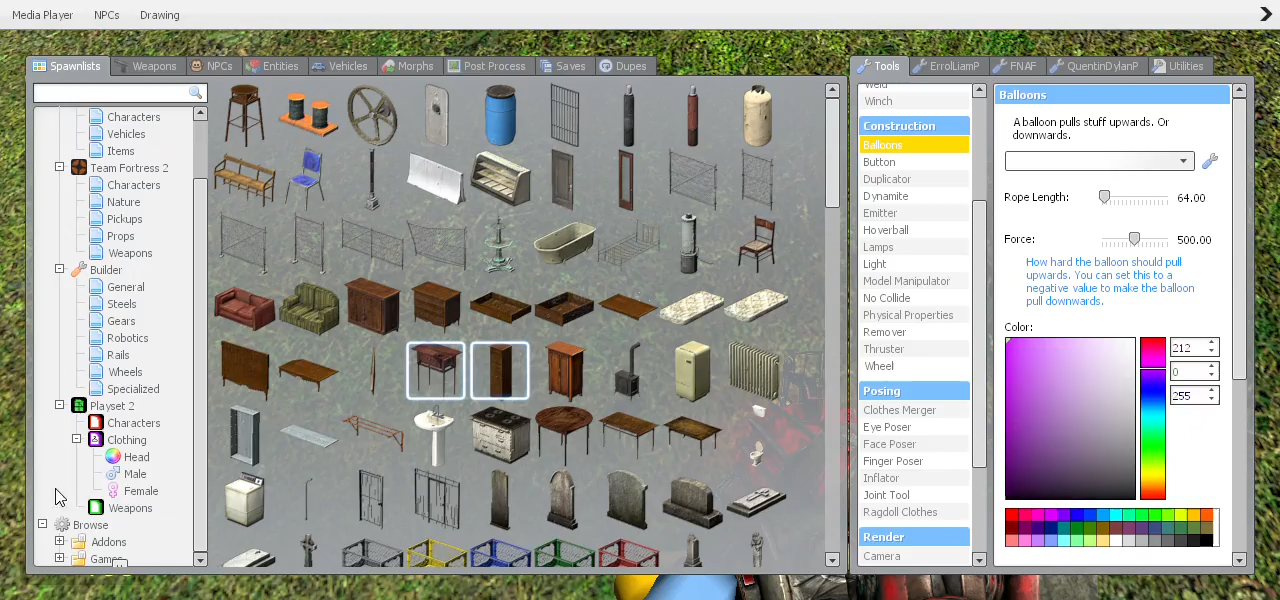 Media Player NPCs Drawing
Spawnlists Weapons NPCs Entities Vehicles Morphs Post Process Saves Dupes
Characters
Vehicles
Items
Team Fortress 2
Characters
Nature
Pickups
Props
Weapons
Builder
General
Steels
Gears
Robotics
Rails
Wheels
Specialized
Playset 2
Characters
Clothing
Head
Male
Female
Weapons
Browse
Addons
Games
Tools ErrolLiamP FNAF QuentinDylanP Utilities
Weld
Winch
Construction
Balloons
Button
Duplicator
Dynamite
Emitter
Hoverball
Lamps
Light
Model Manipulator
No Collide
Physical Properties
Remover
Thruster
Wheel
Posing
Clothes Merger
Eye Poser
Face Poser
Finger Poser
Inflator
Joint Tool
Ragdoll Clothes
Render
Camera
Balloons
A balloon pulls stuff upwards. Or
downwards.
Rope Length: 64.00
Force: 500.00
How hard the balloon should pull
upwards. You can set this to a
negative value to make the balloon
pull downwards.
Color:
212
0
255